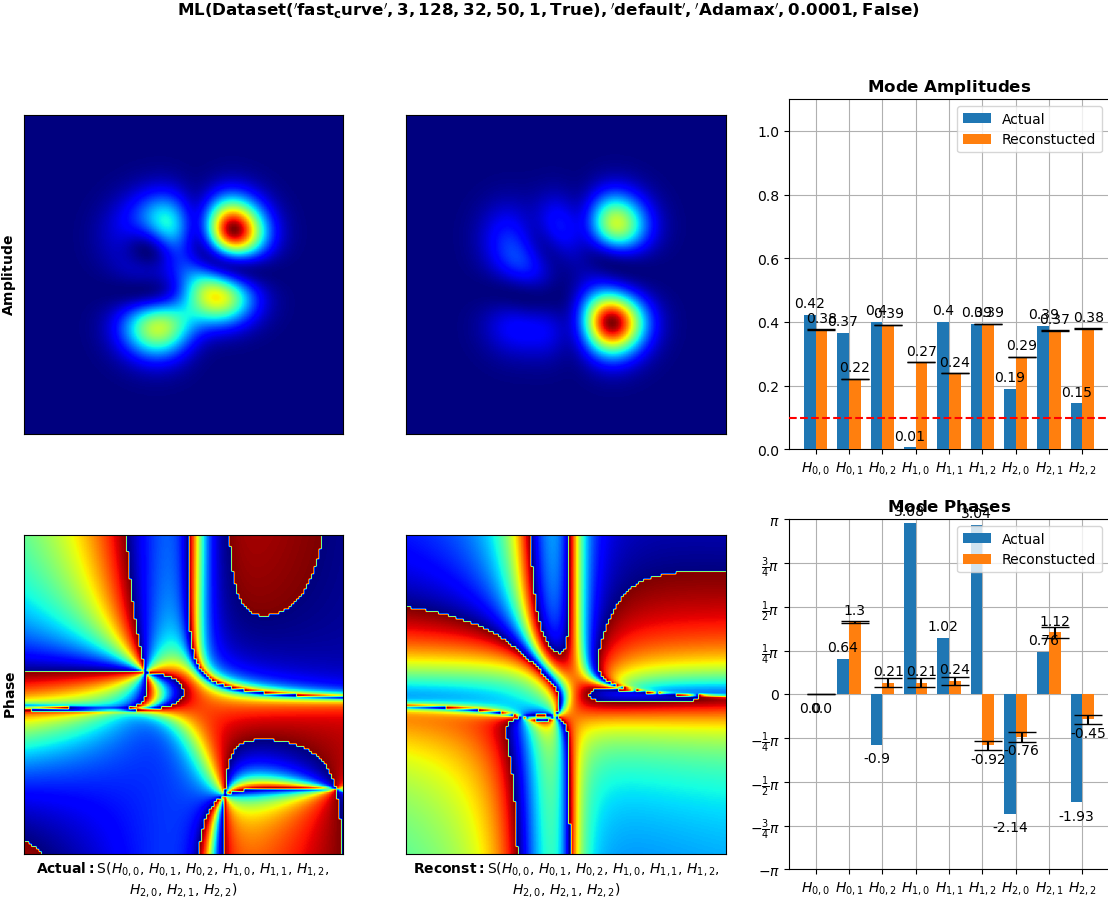 ML(Dataset('fast_curve', 3, 128, 32, 50, 1, True), 'default', 'Adamax', 0.0001, False)
Amplitude
Mode Amplitudes
Actual
Reconstucted
1.0
0.8
0.6
0.4
0.2
0.0
0.42 0.37 0.4 0.01 0.4 0.39 0.19 0.39 0.15
0.38 0.22 0.39 0.27 0.24 0.39 0.29 0.37 0.38
H0,0 H0,1 H0,2 H1,0 H1,1 H1,2 H2,0 H2,1 H2,2
Phase
Mode Phases
Actual
Reconstucted
π
3/4π
1/2π
1/4π
0
−1/4π
−1/2π
−3/4π
−π
0.0 0.64 -0.9 3.08 1.02 3.04 -2.14 0.76 -1.93
0.0 1.3 0.21 0.21 0.24 -0.92 -0.76 1.12 -0.45
H0,0 H0,1 H0,2 H1,0 H1,1 H1,2 H2,0 H2,1 H2,2
Actual: S(H0,0, H0,1, H0,2, H1,0, H1,1, H1,2,
H2,0, H2,1, H2,2)
Reconst: S(H0,0, H0,1, H0,2, H1,0, H1,1, H1,2,
H2,0, H2,1, H2,2)